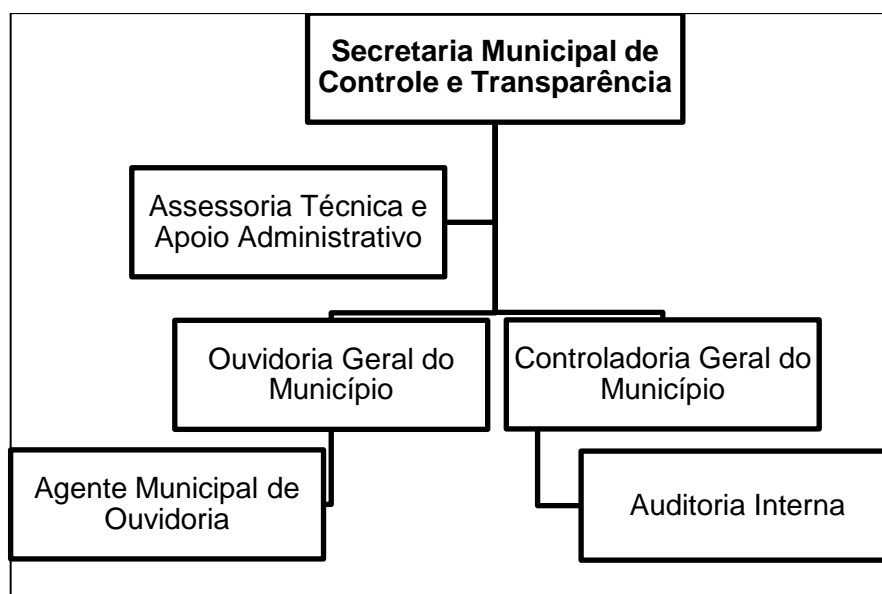 Secretaria Municipal de
Controle e Transparência
Assessoria Técnica e
Apoio Administrativo
Ouvidoria Geral do
Município
Controladoria Geral do
Município
Agente Municipal de
Ouvidoria
Auditoria Interna